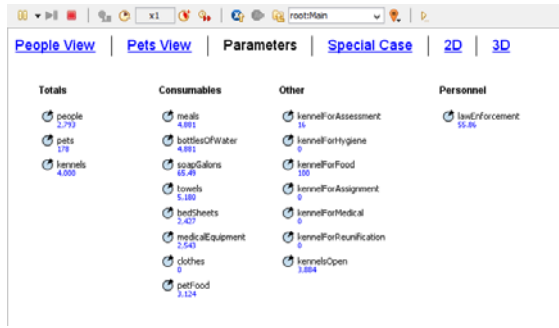 x1 root:Main
People View Pets View Parameters Special Case 2D 3D
Totals Consumables Other Personnel
people
2,793
pets
178
kennels
4.000
meals
4,881
bottlesOfWater
4,881
soapGalons
65.49
towels
5,180
bedSheets
2,427
medicalEquipment
2,543
clothes
0
petFood
3,124
kennelForAssessment
16
kennelForHygiene
0
kennelForFood
100
kennelForAssignment
0
kennelForMedical
0
kennelForReunification
0
kennelsOpen
3,884
lawEnforcement
55.86